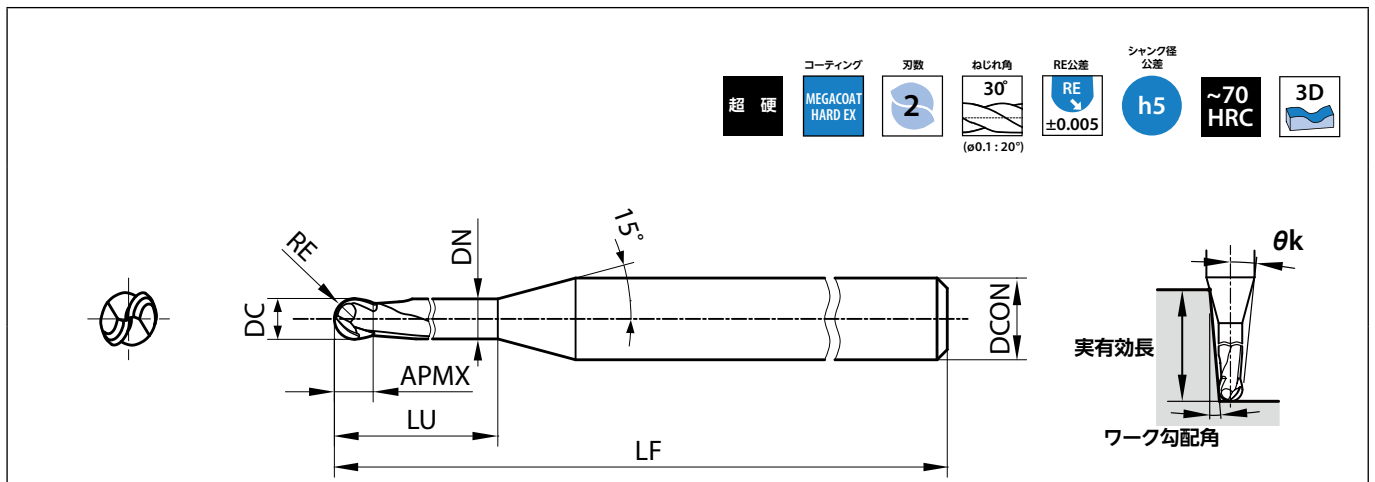 超 硬
コーティング
MEGACOAT
HARD EX
刃数
2
ねじれ角
30°
(ø0.1 : 20°)
RE公差
RE
±0.005
シャンク径
公差
h5
~70
HRC
3D
RE
DC
DN
15°
DCON
APMX
LU
LF
θk
実有効長
ワーク勾配角